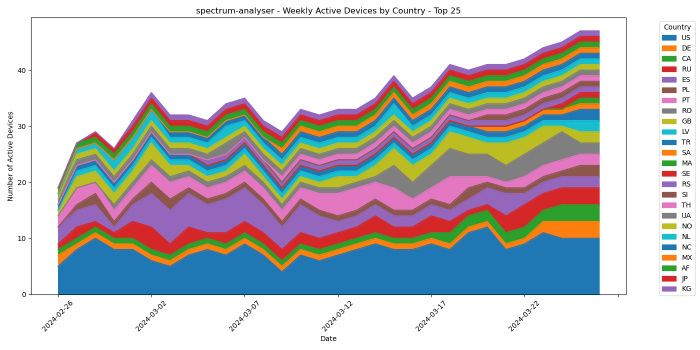 spectrum-analyser - Weekly Active Devices by Country - Top 25
Number of Active Devices
40
30
20
10
0
2024-02-26
2024-03-02
2024-03-07
2024-03-12
2024-03-17
2024-03-22
Date
Country
US
DE
CA
RU
ES
PL
PT
RO
GB
LV
TR
SA
MA
SE
RS
SI
TH
UA
NO
NL
NC
MX
AF
JP
KG